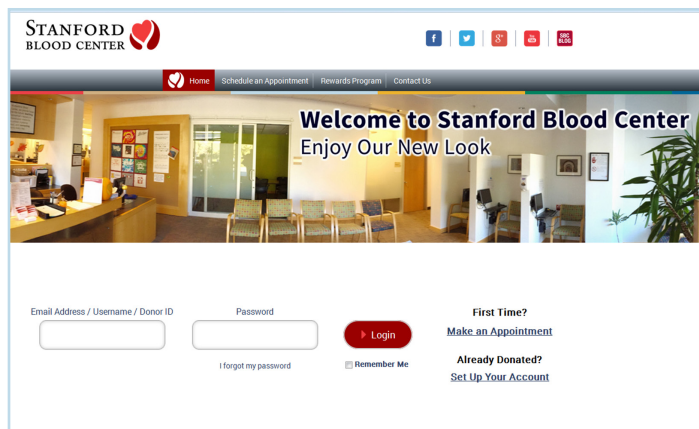 STANFORD
BLOOD CENTER
SBC
BLOG
Home
Schedule an Appointment
Rewards Program
Contact Us
Welcome to Stanford Blood Center
Enjoy Our New Look
Email Address / Username / Donor ID
Password
Login
I forgot my password
Remember Me
First Time?
Make an Appointment
Already Donated?
Set Up Your Account